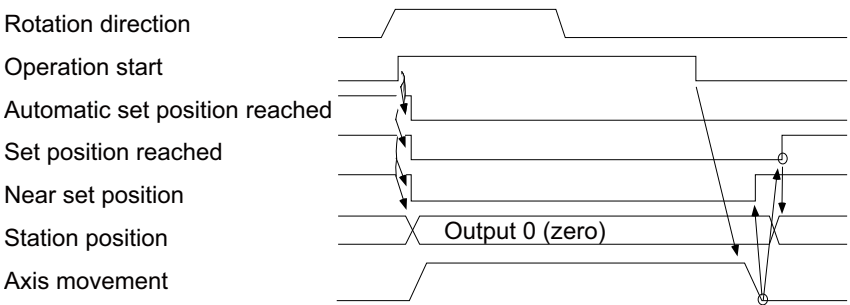 Rotation direction
Operation start
Automatic set position reached
Set position reached
Near set position
Station position
Output 0 (zero)
Axis movement